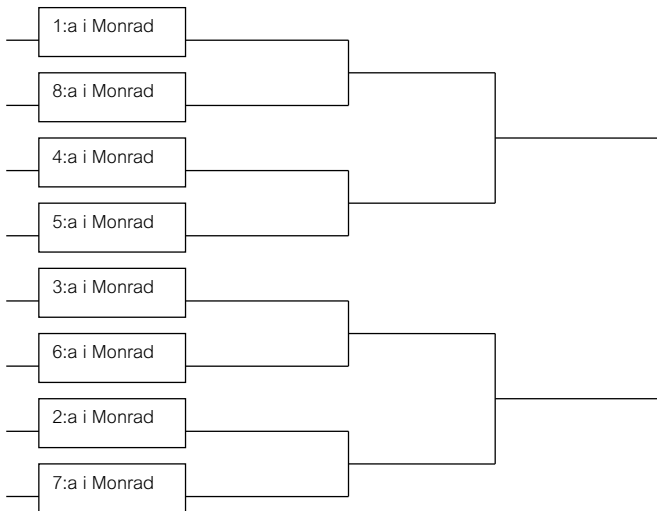 1:a i Monrad
8:a i Monrad
4:a i Monrad
5:a i Monrad
3:a i Monrad
6:a i Monrad
2:a i Monrad
7:a i Monrad